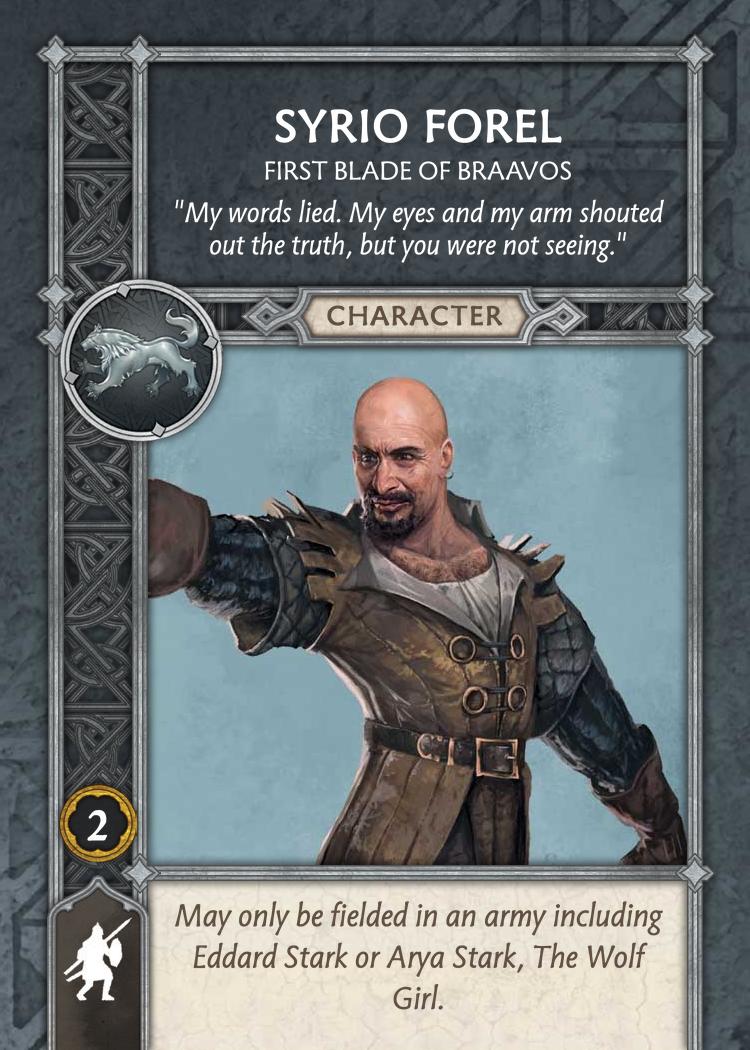 SYRIO FOREL
FIRST BLADE OF BRAAVOS
"My words lied. My eyes and my arm shouted
out the truth, but you were not seeing."
CHARACTER
2
May only be fielded in an army including
Eddard Stark or Arya Stark, The Wolf
Girl.